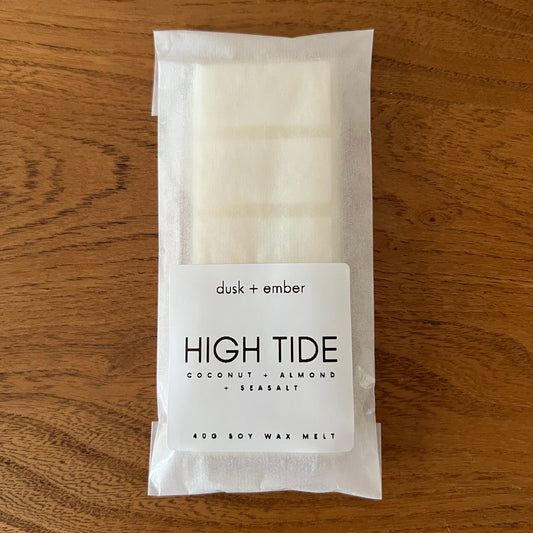 dusk + ember
HIGH TIDE
COCONUT + ALMOND
+ SEASALT
40G SOY WAX MELT